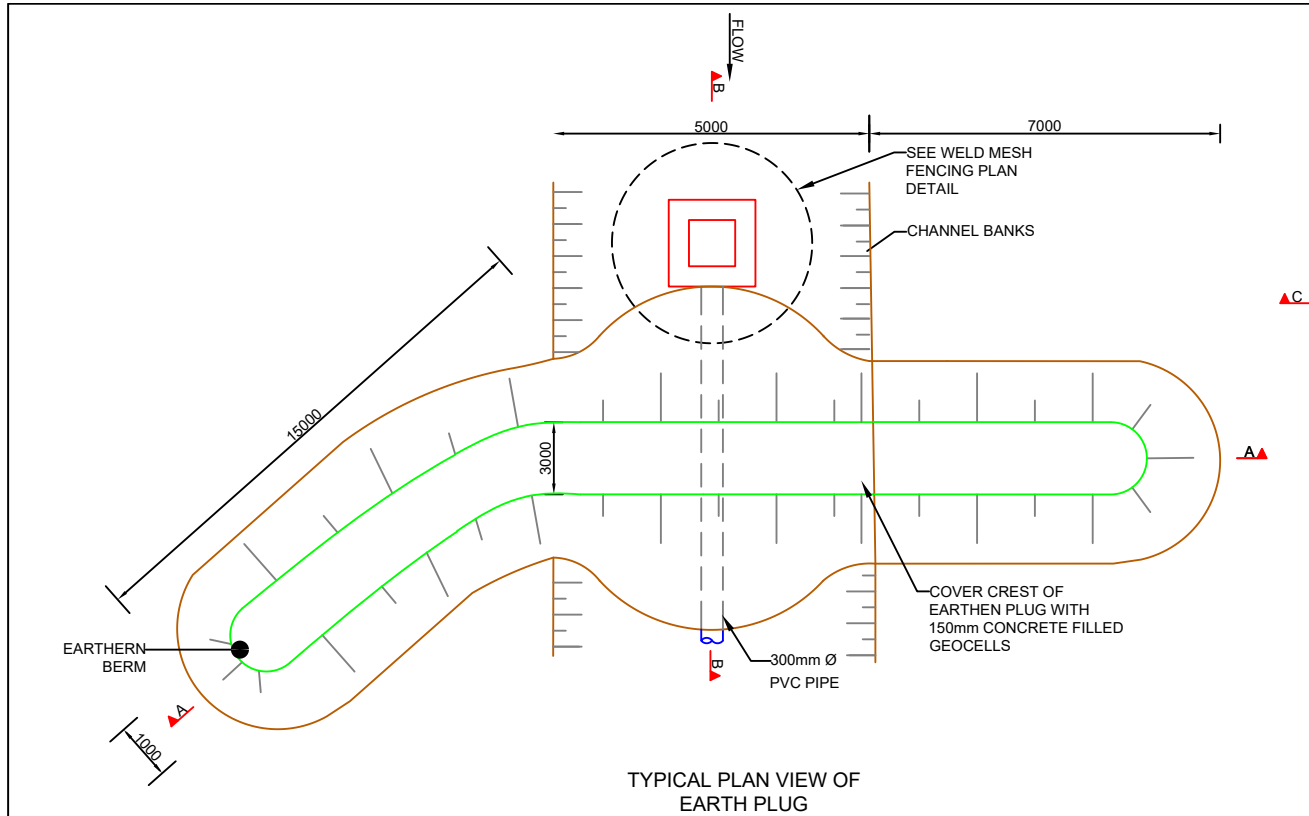 FLOW
B
5000
7000
SEE WELD MESH
FENCING PLAN
DETAIL
CHANNEL BANKS
C
15000
3000
A
COVER CREST OF
EARTHEN PLUG WITH
150mm CONCRETE FILLED
GEOCELLS
EARTHERN
BERM
B
300mm Ø
PVC PIPE
A
1000
TYPICAL PLAN VIEW OF
EARTH PLUG